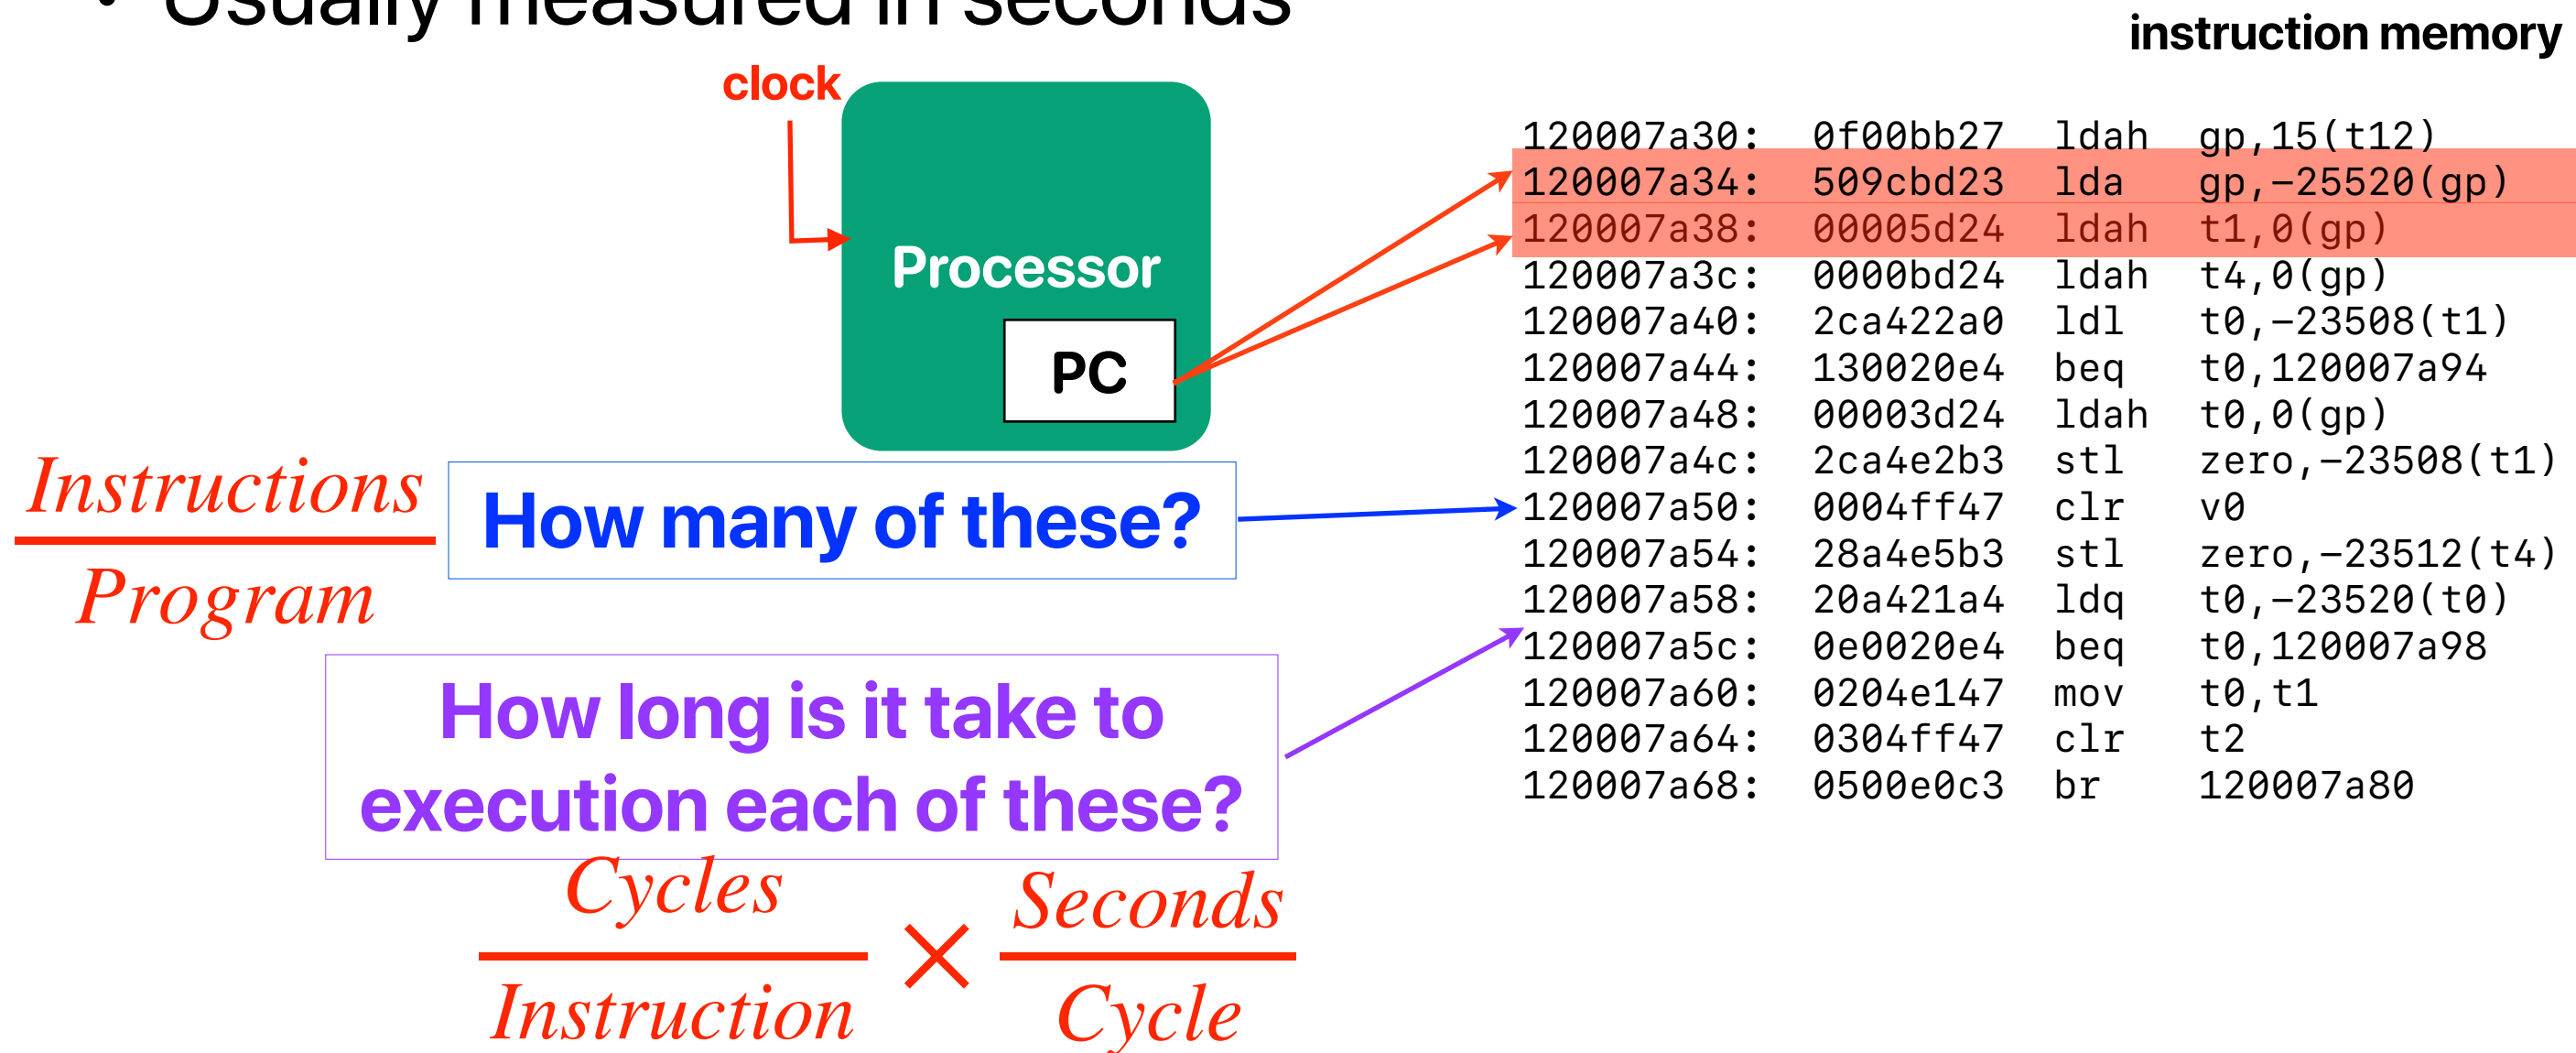 • Usually measured in seconds
instruction memory
clock
Processor
PC
120007a30: 0f00bb27 ldah gp,15(t12)
120007a34: 509cbd23 lda gp,-25520(gp)
120007a38: 00005d24 ldah t1,0(gp)
120007a3c: 0000bd24 ldah t4,0(gp)
120007a40: 2ca422a0 ldl t0,-23508(t1)
120007a44: 130020e4 beq t0,120007a94
120007a48: 00003d24 ldah t0,0(gp)
120007a4c: 2ca4e2b3 stl zero,-23508(t1)
120007a50: 0004ff47 clr v0
120007a54: 28a4e5b3 stl zero,-23512(t4)
120007a58: 20a421a4 ldq t0,-23520(t0)
120007a5c: 0e0020e4 beq t0,120007a98
120007a60: 0204e147 mov t0,t1
120007a64: 0304ff47 clr t2
120007a68: 0500e0c3 br 120007a80
Instructions
Program
How many of these?
How long is it take to
execution each of these?
Cycles
Instruction
×
Seconds
Cycle